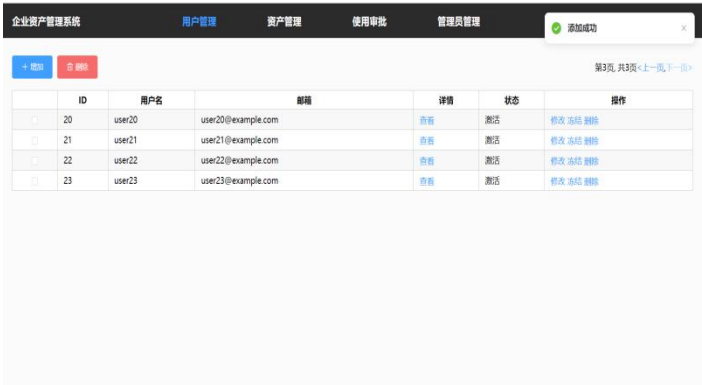 企业资产管理系统 用户管理 资产管理 使用审批 管理员管理 添加成功 ×
+ 增加 删除 第3页, 共3页<上一页,下一页>
ID 用户名 邮箱 详情 状态 操作
20 user20 user20@example.com 查看 激活 修改 冻结 删除
21 user21 user21@example.com 查看 激活 修改 冻结 删除
22 user22 user22@example.com 查看 激活 修改 冻结 删除
23 user23 user23@example.com 查看 激活 修改 冻结 删除